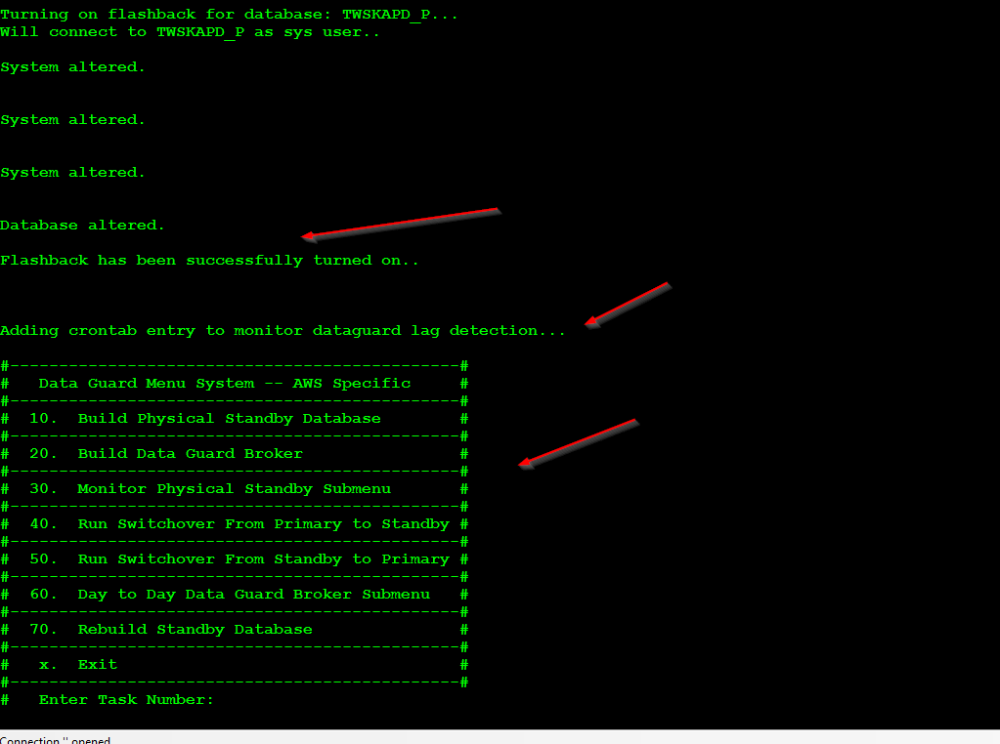 Turning on flashback for database: TWSKAPD_P...
Will connect to TWSKAPD_P as sys user..
System altered.
System altered.
System altered.
Database altered.
Flashback has been successfully turned on..
Adding crontab entry to monitor dataguard lag detection...
#----------------------------------------------#
#   Data Guard Menu System -- AWS Specific     #
#----------------------------------------------#
#  10.  Build Physical Standby Database        #
#----------------------------------------------#
#  20.  Build Data Guard Broker                #
#----------------------------------------------#
#  30.  Monitor Physical Standby Submenu       #
#----------------------------------------------#
#  40.  Run Switchover From Primary to Standby #
#----------------------------------------------#
#  50.  Run Switchover From Standby to Primary #
#----------------------------------------------#
#  60.  Day to Day Data Guard Broker Submenu   #
#----------------------------------------------#
#  70.  Rebuild Standby Database               #
#----------------------------------------------#
#   x.  Exit                                   #
#----------------------------------------------#
#   Enter Task Number:
Connection '' opened